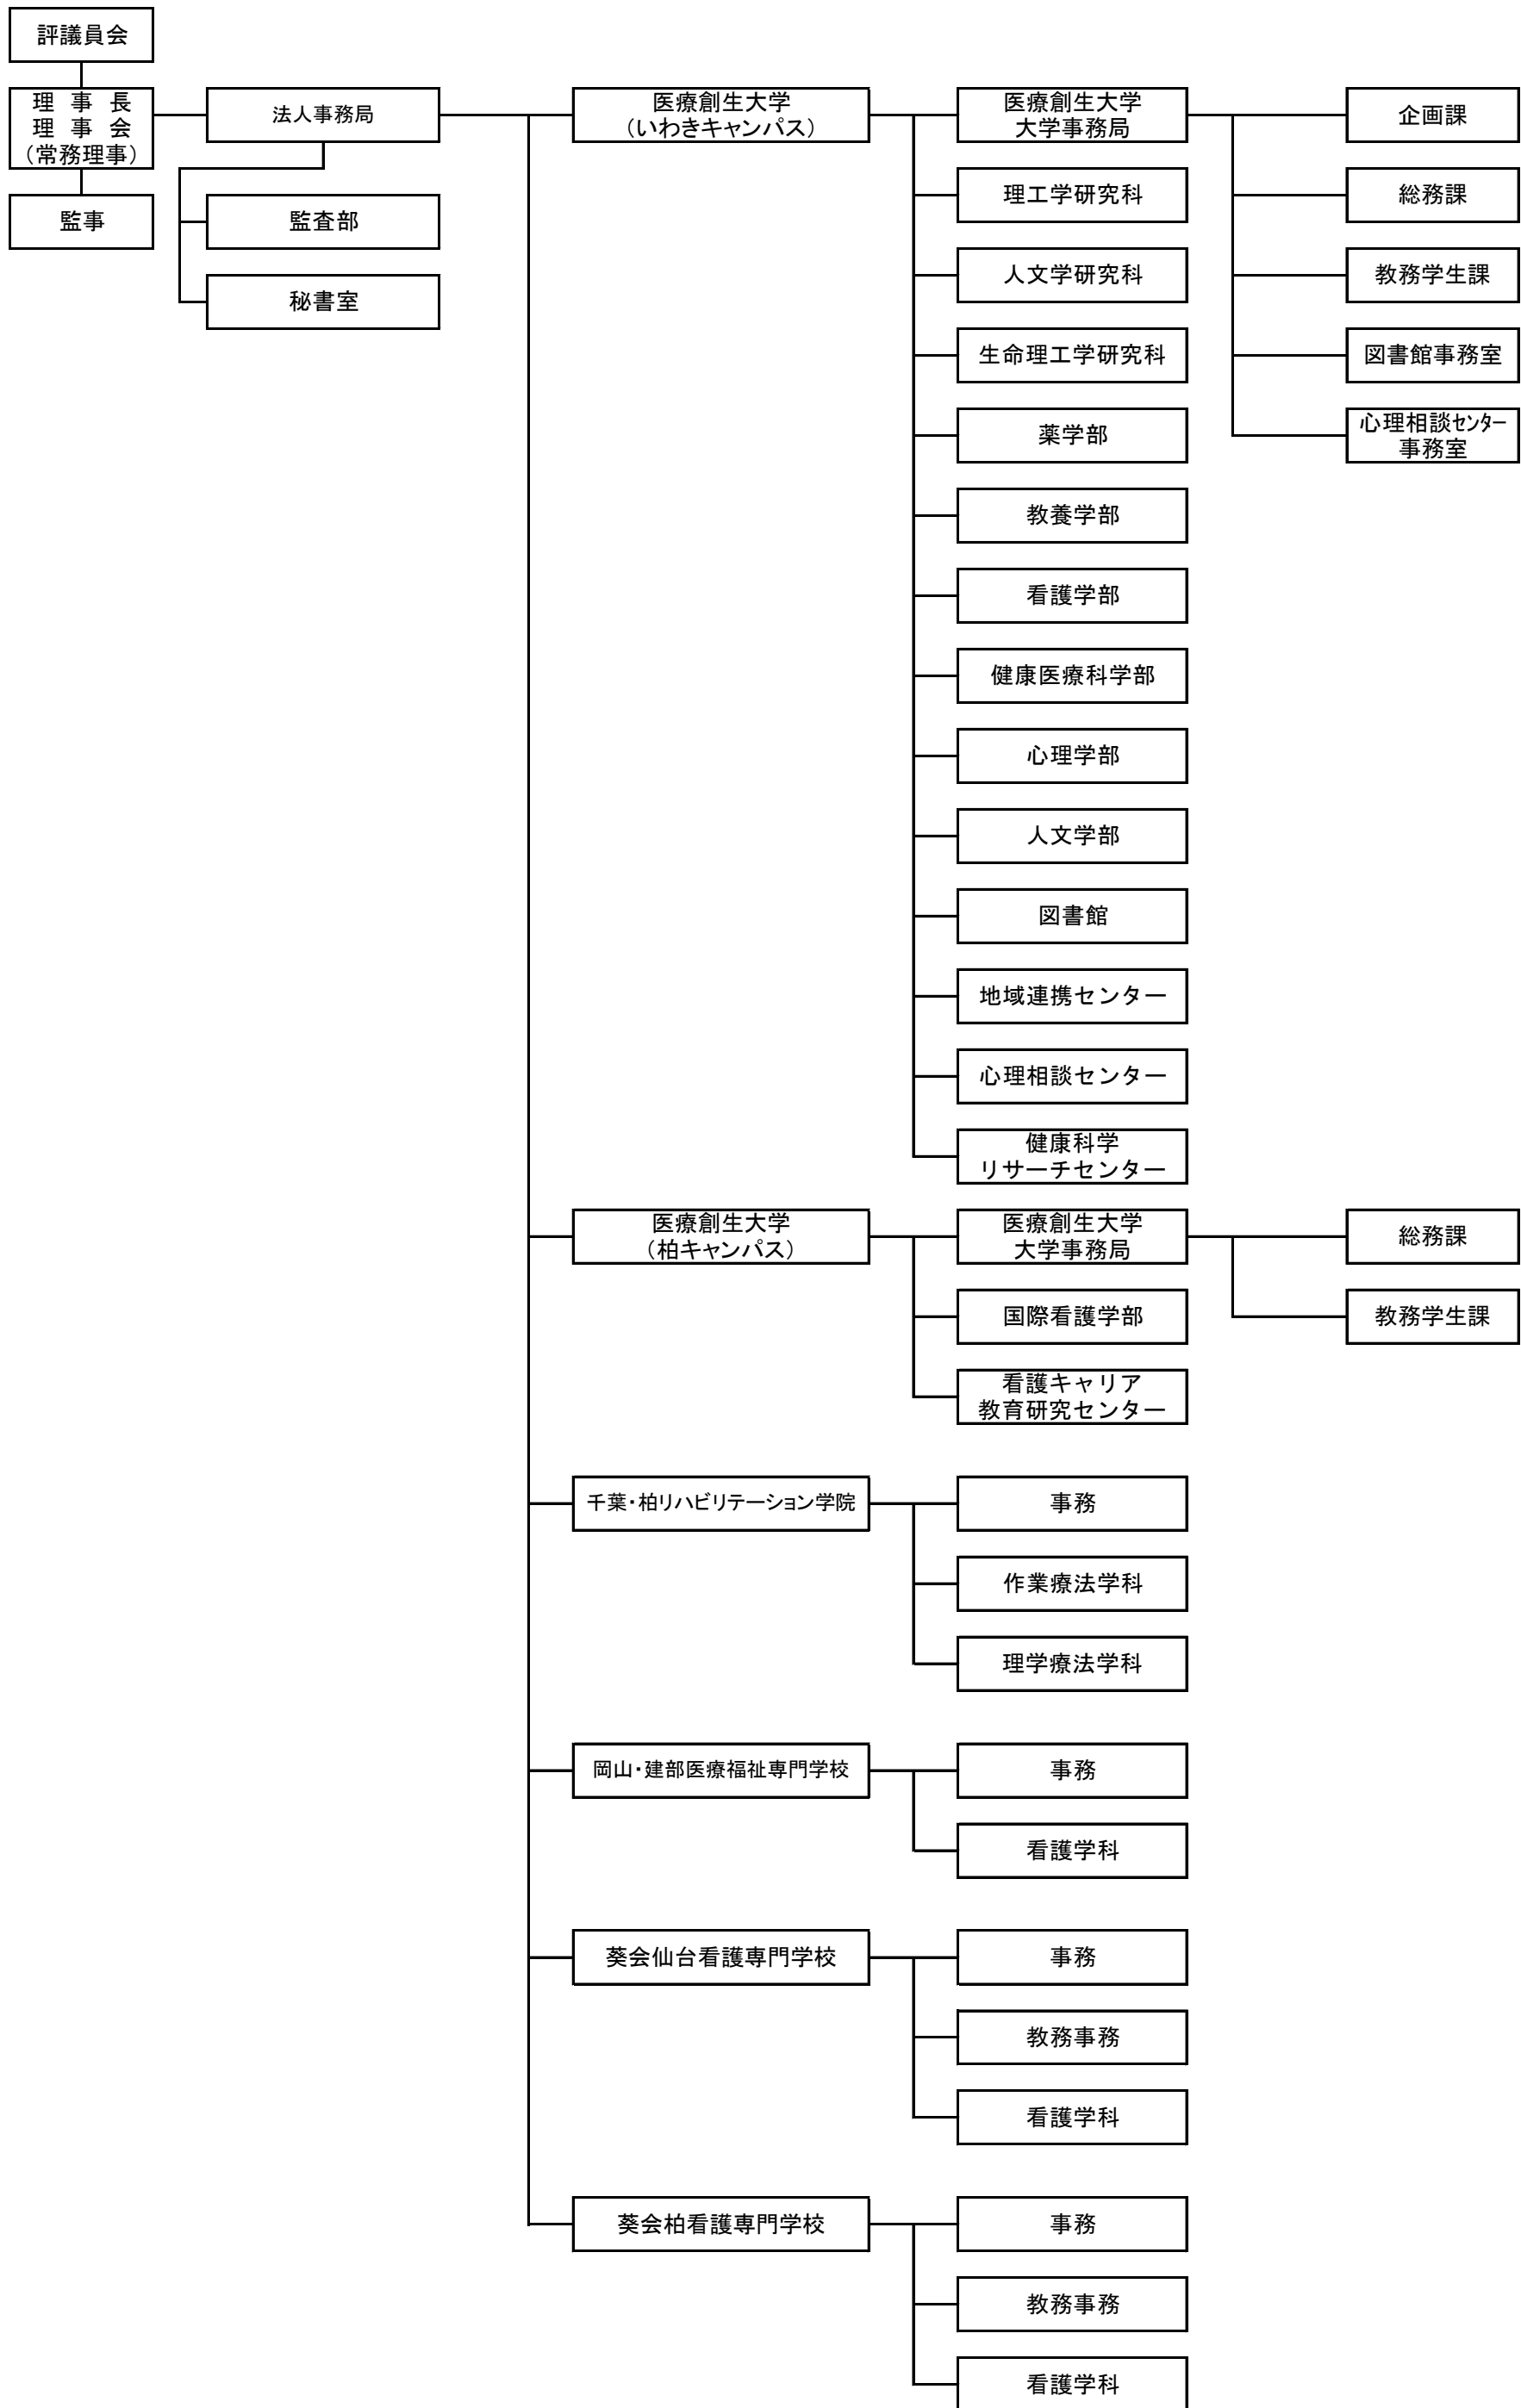 評議員会
理 事 長
理 事 会
（常務理事）
監事
法人事務局
監査部
秘書室
医療創生大学
（いわきキャンパス）
医療創生大学
大学事務局
企画課
総務課
教務学生課
図書館事務室
心理相談ｾﾝﾀｰ
事務室
理工学研究科
人文学研究科
生命理工学研究科
薬学部
教養学部
看護学部
健康医療科学部
心理学部
人文学部
図書館
地域連携センター
心理相談センター
健康科学
リサーチセンター
医療創生大学
（柏キャンパス）
医療創生大学
大学事務局
総務課
教務学生課
国際看護学部
看護キャリア
教育研究センター
千葉・柏リハビリテーション学院
事務
作業療法学科
理学療法学科
岡山・建部医療福祉専門学校
事務
看護学科
葵会仙台看護専門学校
事務
教務事務
看護学科
葵会柏看護専門学校
事務
教務事務
看護学科